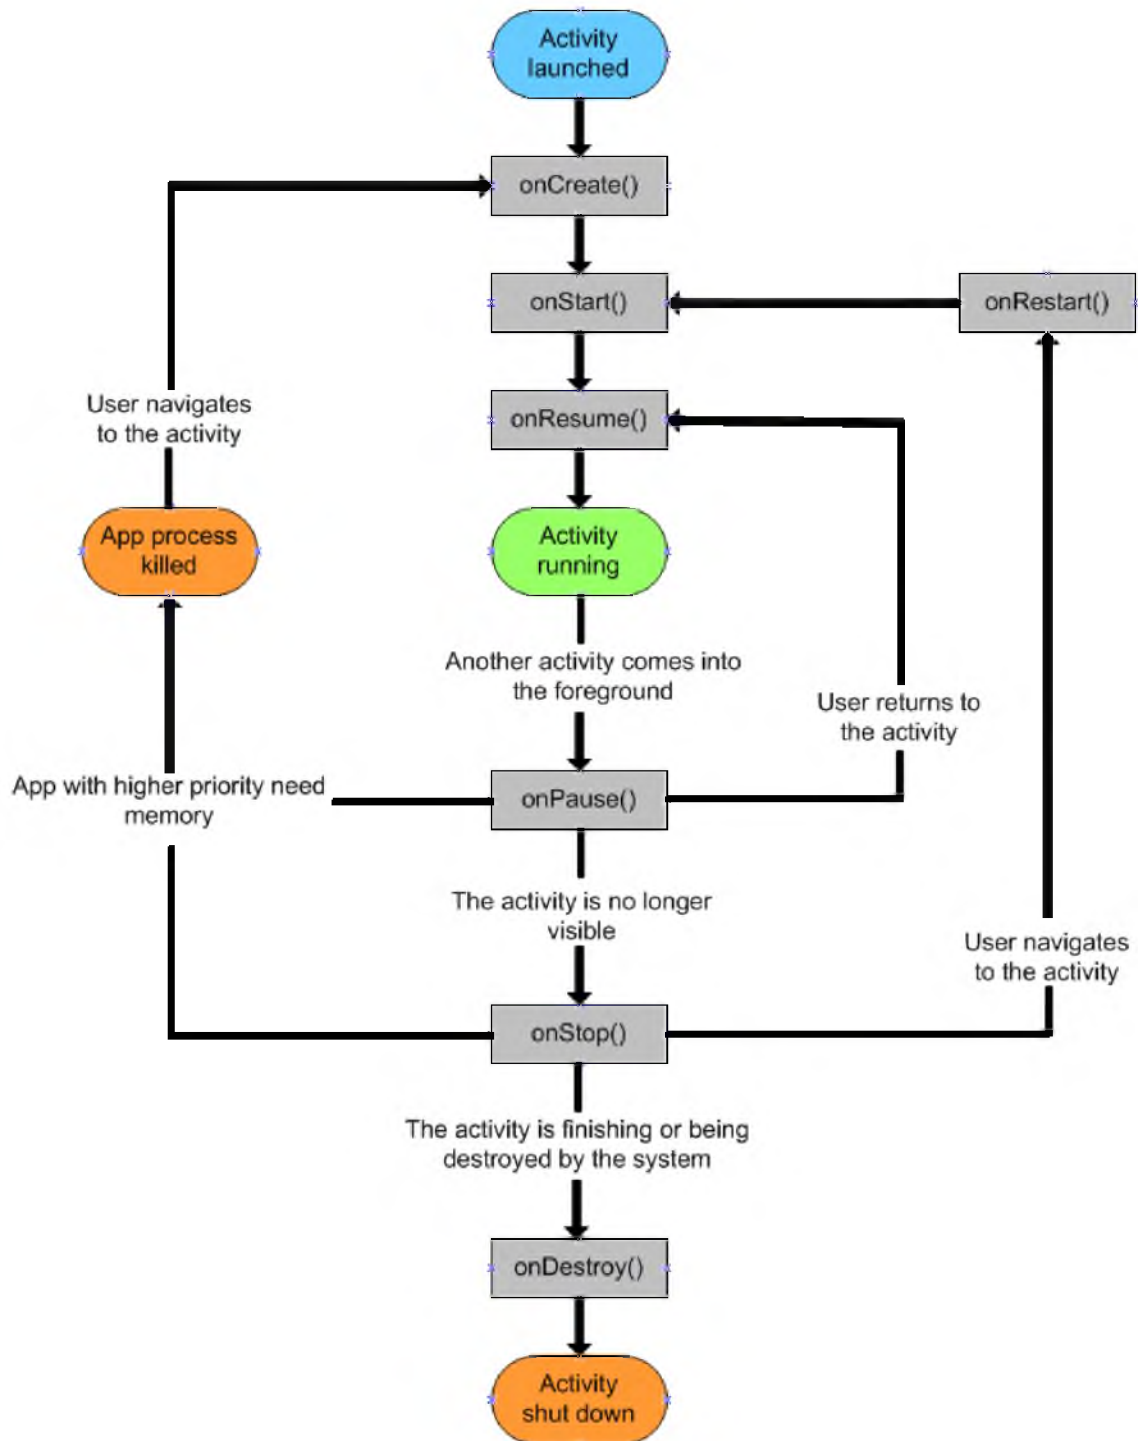 Activity
launched
onCreate()
onStart()
onRestart()
User navigates
to the activity
onResume()
App process
killed
Activity
running
Another activity comes into
the foreground
User returns to
the activity
App with higher priority need
memory
onPause()
The activity is no longer
visible
User navigates
to the activity
onStop()
The activity is finishing or being
destroyed by the system
onDestroy()
Activity
shut down